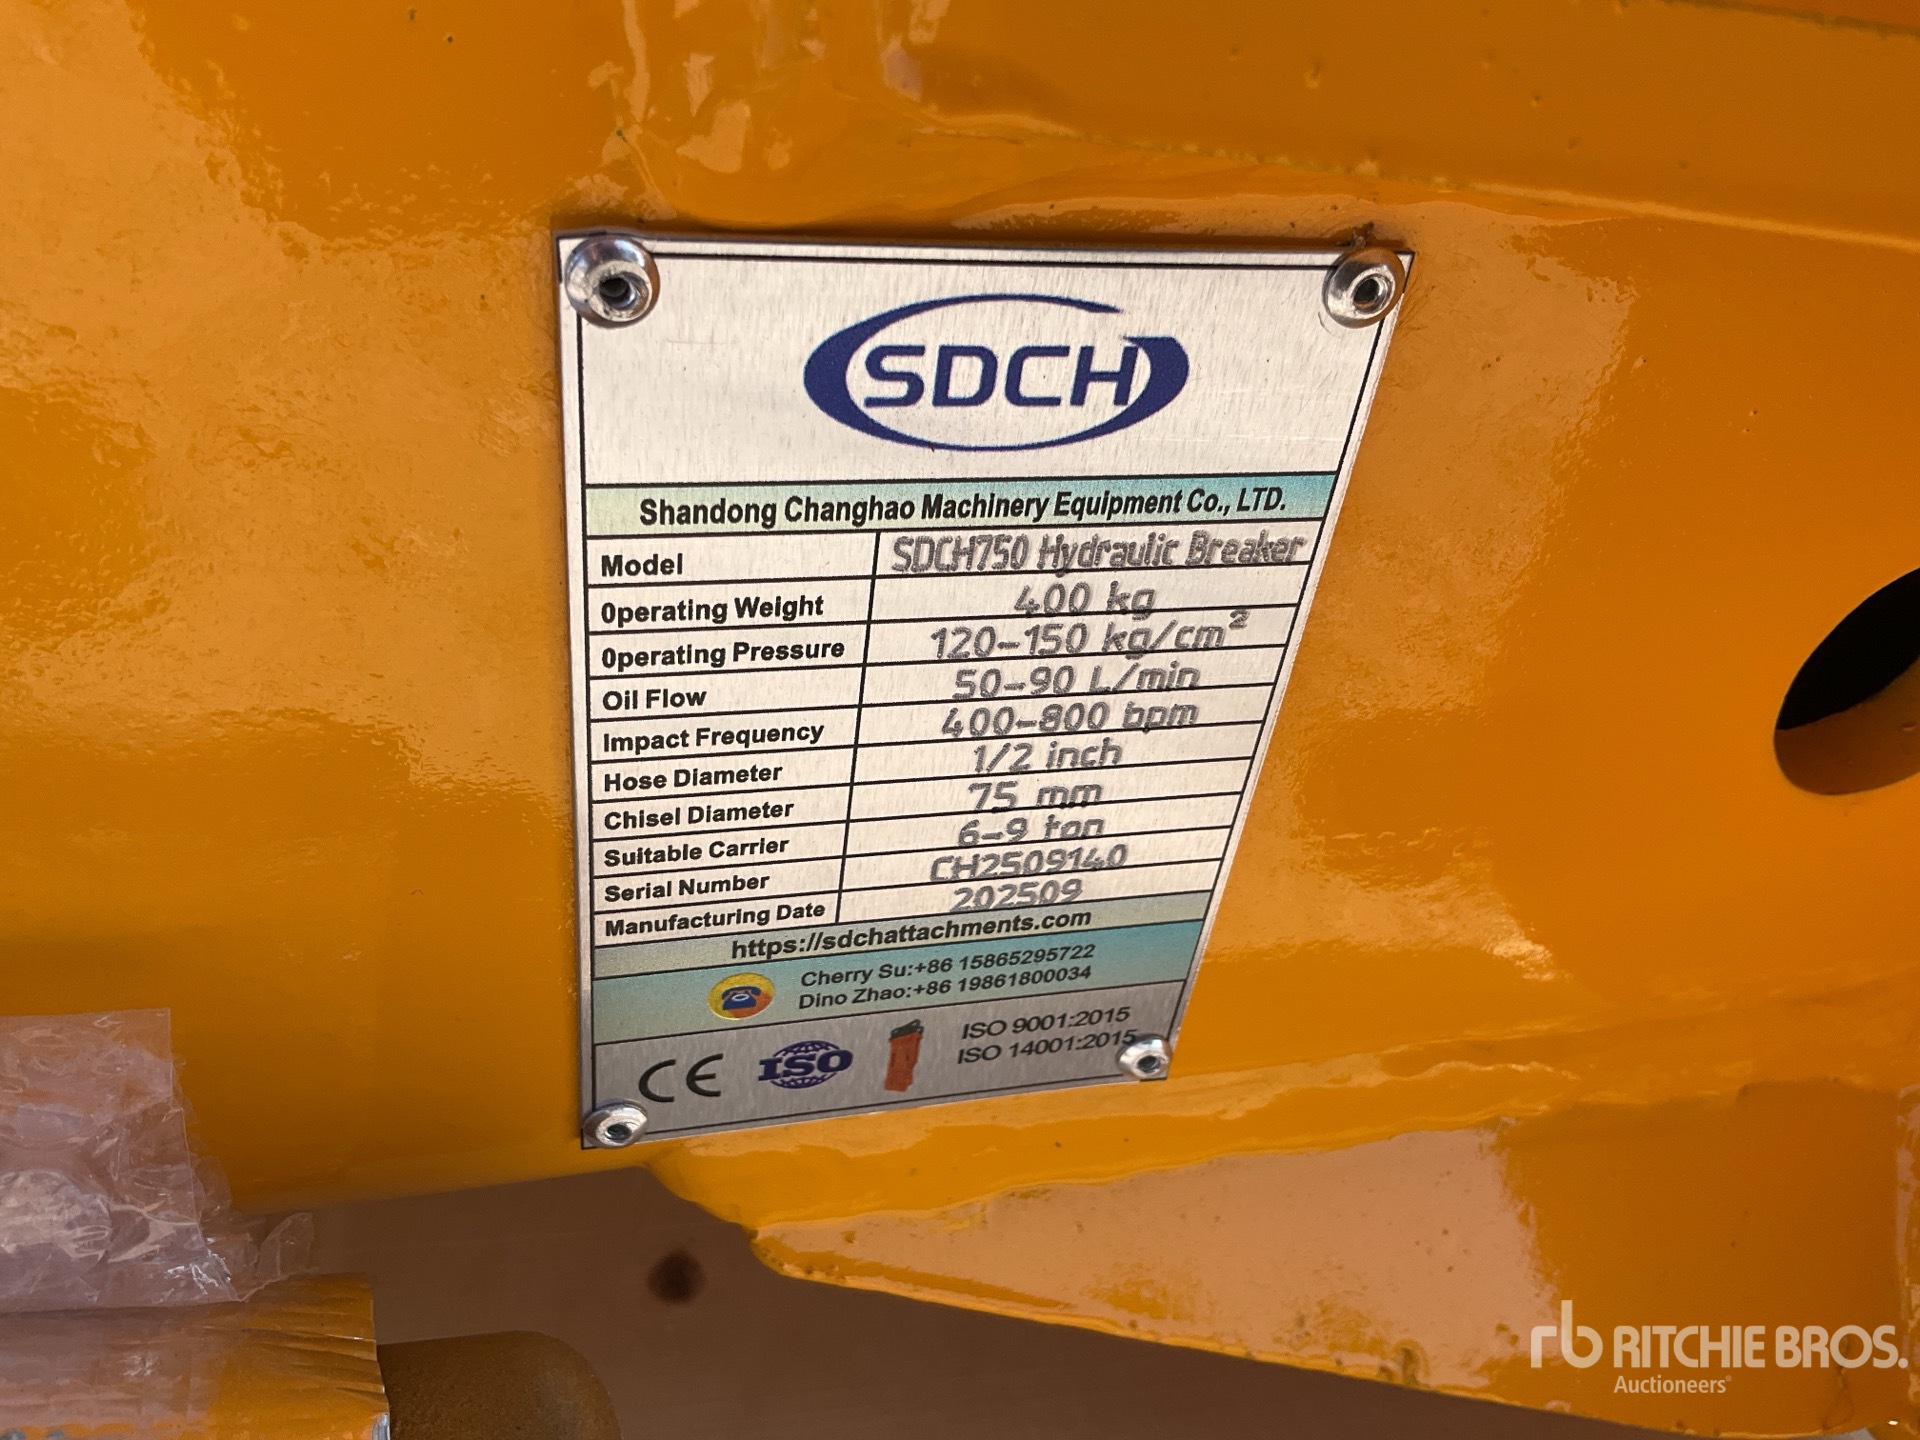 SDCH
Shandong Changhao Machinery Equipment Co., LTD.
Model SDCH750 Hydraulic Breaker
Operating Weight 400 kg
Operating Pressure 120-150 kg/cm²
Oil Flow 50-90 L/min
Impact Frequency 400-800 bpm
Hose Diameter 1/2 inch
Chisel Diameter 75 mm
Suitable Carrier 6-9 ton
Serial Number CH2509140
Manufacturing Date 202509
https://sdchattachments.com
Cherry Su:+86 15865295722
Dino Zhao:+86 19861800034
CE ISO ISO 9001:2015
ISO 14001:2015
rb RITCHIE BROS.
Auctioneers